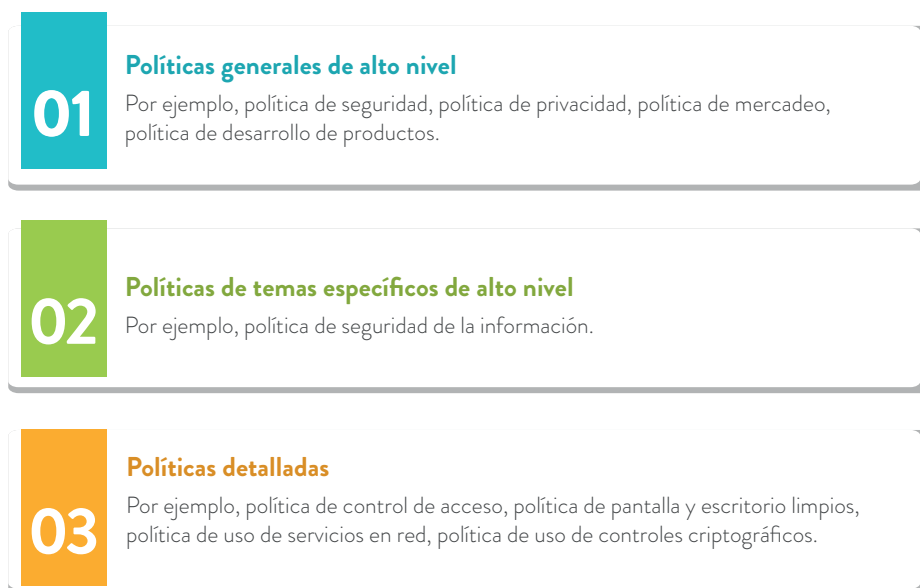 01
Políticas generales de alto nivel
Por ejemplo, política de seguridad, política de privacidad, política de mercadeo,
política de desarrollo de productos.
02
Políticas de temas específicos de alto nivel
Por ejemplo, política de seguridad de la información.
03
Políticas detalladas
Por ejemplo, política de control de acceso, política de pantalla y escritorio limpios,
política de uso de servicios en red, política de uso de controles criptográficos.